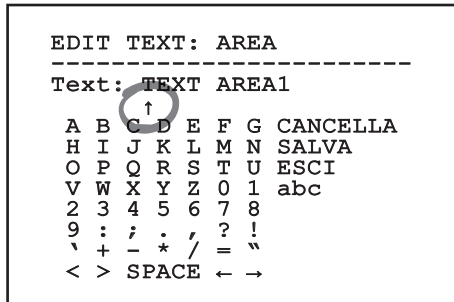 EDIT TEXT: AREA
------------------------
Text: TEXT AREA1
↑
A B C D E F G CANCELLA
H I J K L M N SALVA
O P Q R S T U ESCI
V W X Y Z 0 1 abc
2 3 4 5 6 7 8
9 : ; . , ? !
‘ + - * / = “
< > SPACE ← →